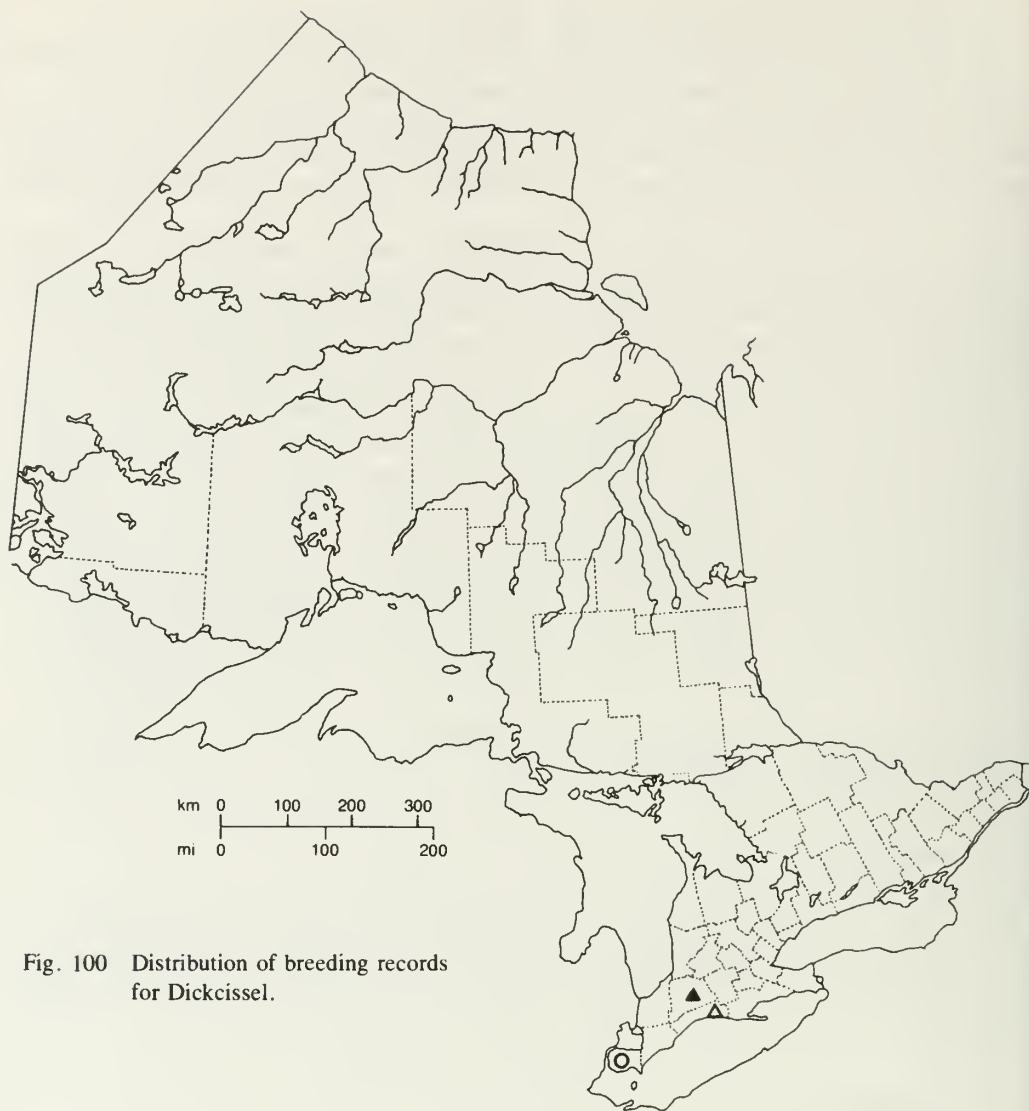 km 0 100 200 300
mi 0 100 200
Fig. 100 Distribution of breeding records
for Dickcissel.